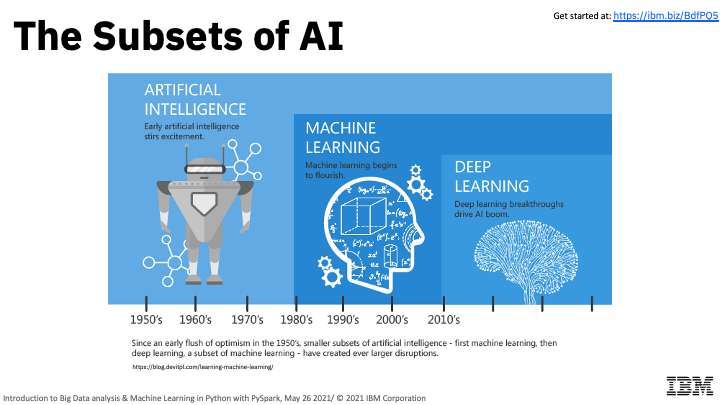 Get started at: https://ibm.biz/BdfPQ5
The Subsets of AI
ARTIFICIAL
INTELLIGENCE
Early artificial intelligence
stirs excitement.
MACHINE
LEARNING
Machine learning begins
to flourish.
DEEP
LEARNING
Deep learning breakthroughs
drive AI boom.
1950's 1960's 1970's 1980's 1990's 2000's 2010's
Since an early flush of optimism in the 1950's, smaller subsets of artificial intelligence - first machine learning, then
deep learning, a subset of machine learning - have created ever larger disruptions.
https://blog.devitpl.com/learning-machine-learning/
Introduction to Big Data analysis & Machine Learning in Python with PySpark, May 26 2021/ © 2021 IBM Corporation
IBM